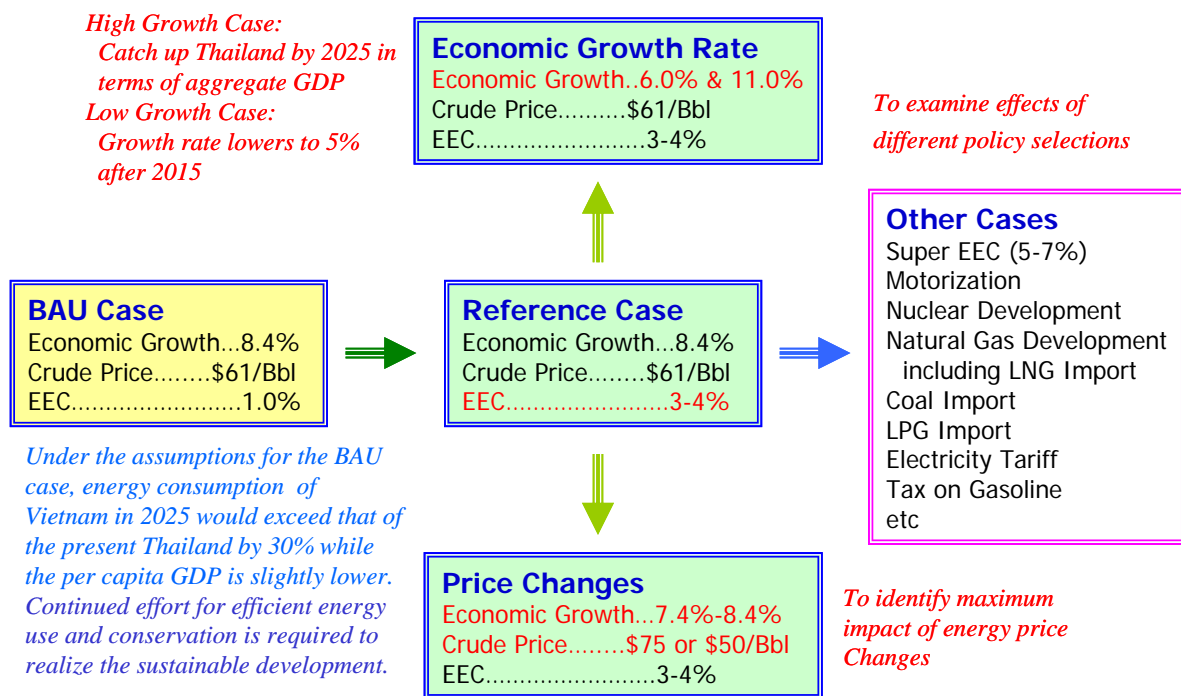 High Growth Case:
Catch up Thailand by 2025 in
terms of aggregate GDP
Low Growth Case:
Growth rate lowers to 5%
after 2015
Economic Growth Rate
Economic Growth..6.0% & 11.0%
Crude Price..........$61/Bbl
EEC..........................3-4%
To examine effects of
different policy selections
BAU Case
Economic Growth...8.4%
Crude Price........$61/Bbl
EEC.........................1.0%
Reference Case
Economic Growth...8.4%
Crude Price........$61/Bbl
EEC.........................3-4%
Other Cases
Super EEC (5-7%)
Motorization
Nuclear Development
Natural Gas Development
including LNG Import
Coal Import
LPG Import
Electricity Tariff
Tax on Gasoline
etc
Under the assumptions for the BAU
case, energy consumption of
Vietnam in 2025 would exceed that of
the present Thailand by 30% while
the per capita GDP is slightly lower.
Continued effort for efficient energy
use and conservation is required to
realize the sustainable development.
Price Changes
Economic Growth...7.4%-8.4%
Crude Price........$75 or $50/Bbl
EEC..........................3-4%
To identify maximum
impact of energy price
Changes